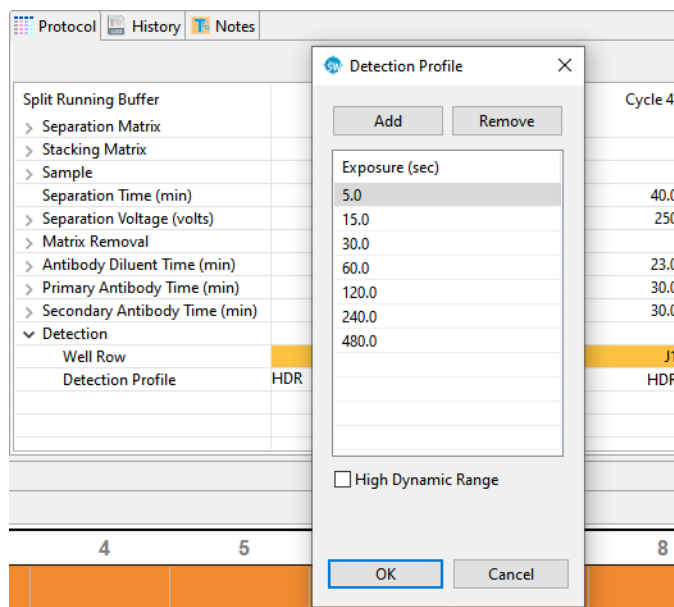 Protocol History Notes
Detection Profile
Add Remove
Exposure (sec)
5.0
15.0
30.0
60.0
120.0
240.0
480.0
High Dynamic Range
OK Cancel
Split Running Buffer Cycle 4
Separation Matrix
Stacking Matrix
Sample
Separation Time (min) 40.0
Separation Voltage (volts) 250
Matrix Removal
Antibody Diluent Time (min) 23.0
Primary Antibody Time (min) 30.0
Secondary Antibody Time (min) 30.0
Detection
Well Row J1
Detection Profile HDR HDR
4 5 8